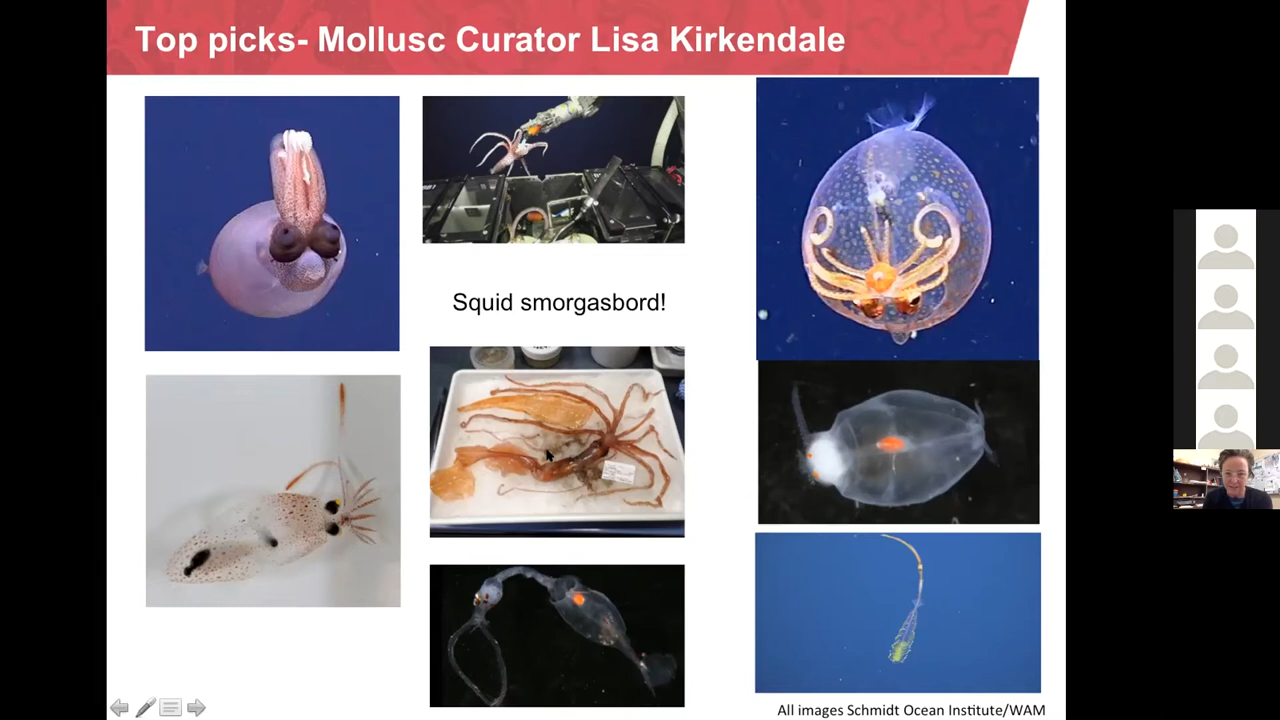 Top picks- Mollusc Curator Lisa Kirkendale
Squid smorgasbord!
All images Schmidt Ocean Institute/WAM